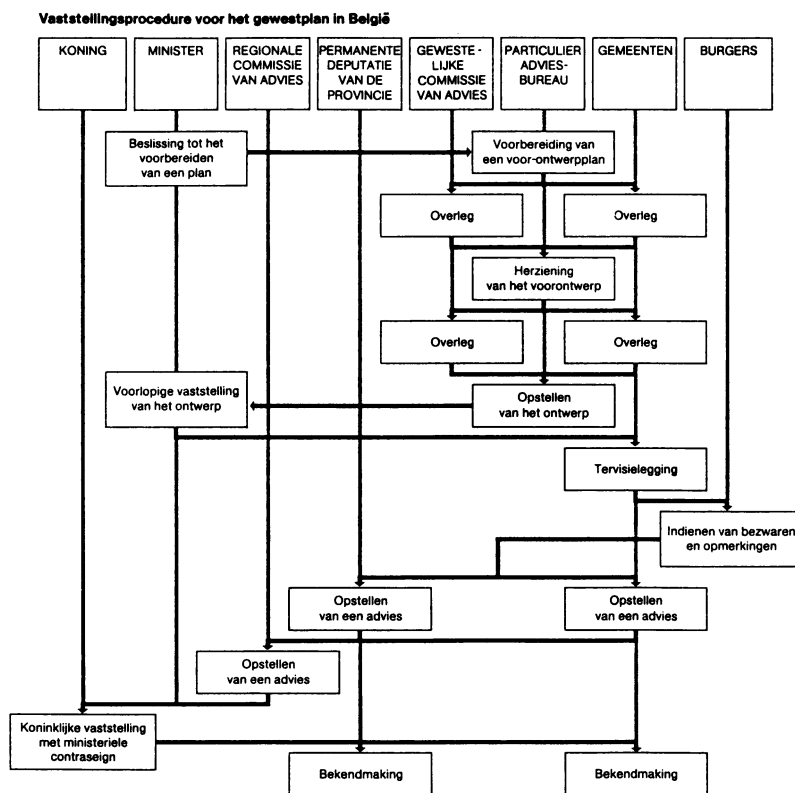 Vaststellingsprocedure voor het gewestplan in België
KONING
MINISTER
REGIONALE
COMMISSIE
VAN ADVIES
PERMANENTE
DEPUTATIE
VAN DE
PROVINCIE
GEWESTE -
LIJKE
COMMISSIE
VAN ADVIES
PARTICULIER
ADVIES-
BUREAU
GEMEENTEN
BURGERS
Beslissing tot het
voorbereiden
van een plan
Voorbereiding van
een voor-ontwerpplan
Overleg
Overleg
Herziening
van het voorontwerp
Overleg
Overleg
Voorlopige vaststelling
van het ontwerp
Opstellen
van het ontwerp
Tervisielegging
Indienen van bezwaren
en opmerkingen
Opstellen
van een advies
Opstellen
van een advies
Opstellen
van een advies
Koninklijke vaststelling
met ministeriele
contraseign
Bekendmaking
Bekendmaking